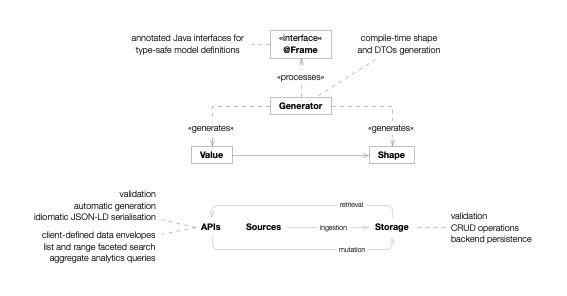 annotated Java interfaces for
type-safe model definitions
«interface»
@Frame
compile-time shape
and DTOs generation
«processes»
Generator
«generates»
«generates»
Value
Shape
validation
automatic generation
idiomatic JSON-LD serialisation
client-defined data envelopes
list and range faceted search
aggregate analytics queries
retrieval
APIs
Sources
ingestion
Storage
mutation
validation
CRUD operations
backend persistence